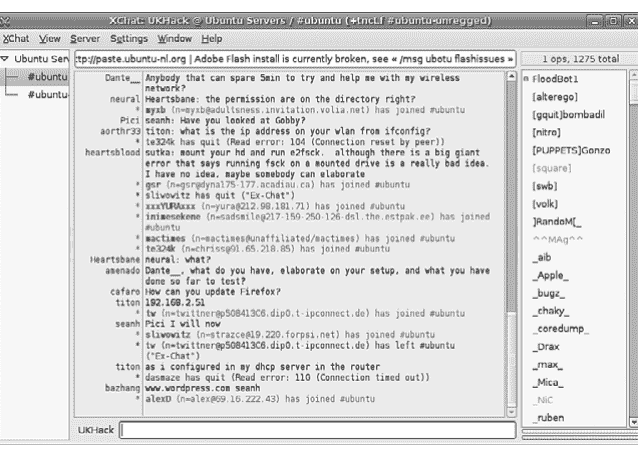 XChat: UKHack @ Ubuntu Servers / #ubuntu (+tncLf #ubuntu-unregged)
XChat View Server Settings Window Help
Ubuntu Serv
#ubuntu
#ubuntu-
ttp://paste.ubuntu-nl.org | Adobe Flash install is currently broken, see « /msg ubotu flashissues »
1 ops, 1275 total
Dante__ Anybody that can spare 5min to try and help me with my wireless
network?
neural Heartsbane: the permission are on the directory right?
* myxb (n=myxb@adultsness.invitation.volia.net) has joined #ubuntu
Pici seanh: Have you looked at Gobby?
aorthr33 titon: what is the ip address on your wlan from ifconfig?
* te324k has quit (Read error: 104 (Connection reset by peer))
heartsblood sutka: mount your hd and run e2fsck. although there is a big giant
error that says running fsck on a mounted drive is a really bad idea.
I have no idea, maybe somebody can elaborate
* gsr (n=gsr@dyna175-177.acadiau.ca) has joined #ubuntu
* sliwowitz has quit ("Ex-Chat")
* xxxYURAxxx (n=yura@212.98.181.71) has joined #ubuntu
* inimesekene (n=sadsmile@217-159-250-126-dsl.the.estpak.ee) has joined
#ubuntu
* mactimes (n=mactimes@unaffiliated/mactimes) has joined #ubuntu
* te324k (n=chriss@91.65.218.85) has joined #ubuntu
Heartsbane neural: what?
asenado Dante__, what do you have, elaborate on your setup, and what you have
done so far to test?
cafaro How can you update Firefox?
titon 192.168.2.51
* tw (n=twittner@p508413C6.dip0.t-ipconnect.de) has joined #ubuntu
seanh Pici I will now
* sliwowitz (n=strazce@19.220.forpsi.net) has joined #ubuntu
* tw (n=twittner@p508413C6.dip0.t-ipconnect.de) has left #ubuntu
("Ex-Chat")
titon as i configured in my dhcp server in the router
* dasmaze has quit (Read error: 110 (Connection timed out))
bazhang www.wordpress.com seanh
* alexD (n=alex@69.16.222.43) has joined #ubuntu
FloodBot1
[alterego]
[gquit]bombadil
[nitro]
[PUPPETS]Gonzo
[square]
[swb]
[volk]
]RandoM[_
^^MAg^^
_aib
_Apple_
_bugz_
_chaky_
_coredump_
_Drax
_max_
_Mica_
_NiC
_ruben
UKHack